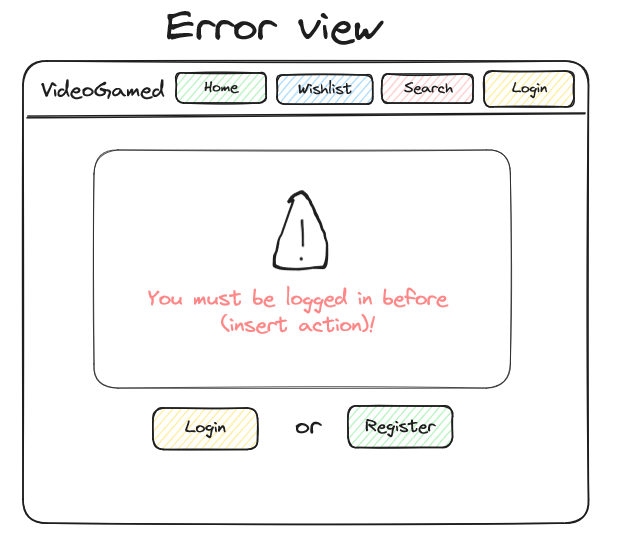 Error view
VideoGamed Home Wishlist Search Login
!
You must be logged in before
(insert action)!
Login or Register